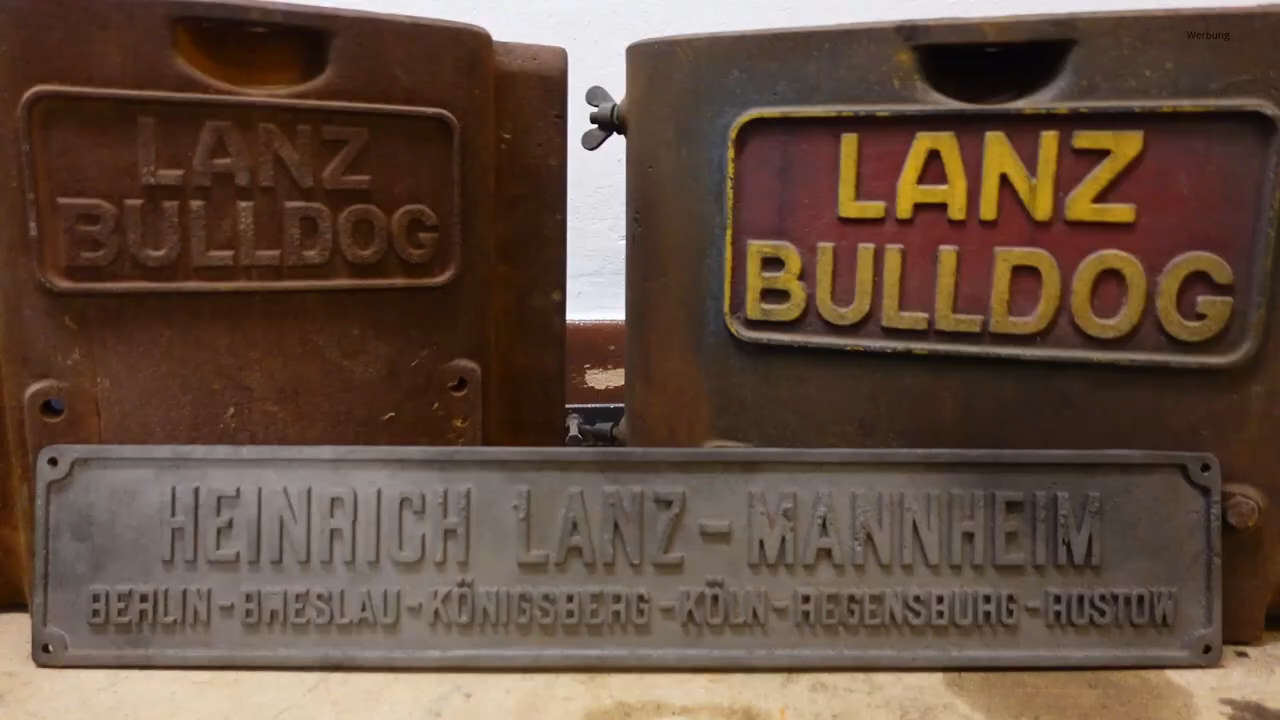 Werbung
LANZ
BULLDOG
LANZ
BULLDOG
HEINRICH LANZ-MANNHEIM
BERLIN-BRESLAU-KÖNIGSBERG-KÖLN-REGENSBURG-ROSTOW